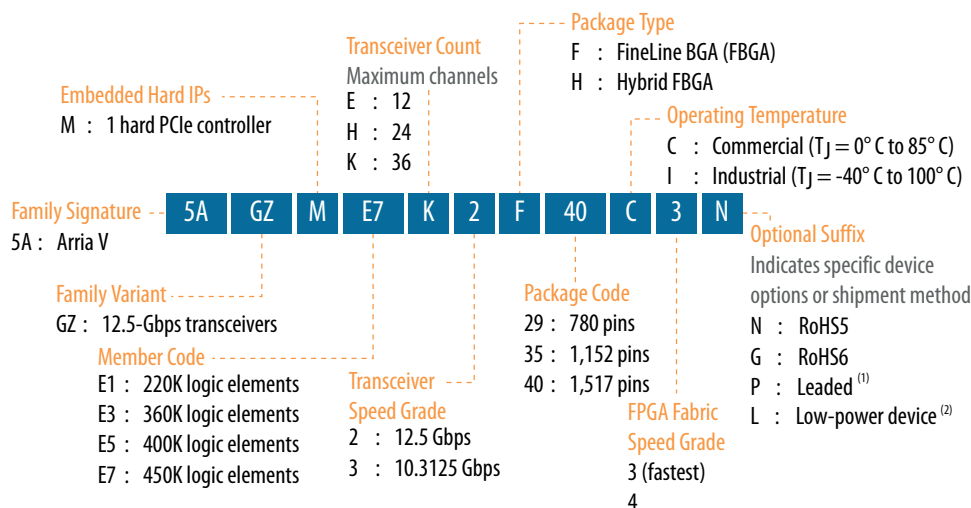 Package Type
F : FineLine BGA (FBGA)
H : Hybrid FBGA
Transceiver Count
Maximum channels
E : 12
H : 24
K : 36
Embedded Hard IPs
M : 1 hard PCIe controller
Operating Temperature
C : Commercial (TJ = 0° C to 85° C)
I : Industrial (TJ = -40° C to 100° C)
Family Signature
5A : Arria V
5A GZ M E7 K 2 F 40 C 3 N
Optional Suffix
Indicates specific device
options or shipment method
N : RoHS5
G : RoHS6
P : Leaded (1)
L : Low-power device (2)
Family Variant
GZ : 12.5-Gbps transceivers
Member Code
E1 : 220K logic elements
E3 : 360K logic elements
E5 : 400K logic elements
E7 : 450K logic elements
Transceiver
Speed Grade
2 : 12.5 Gbps
3 : 10.3125 Gbps
Package Code
29 : 780 pins
35 : 1,152 pins
40 : 1,517 pins
FPGA Fabric
Speed Grade
3 (fastest)
4